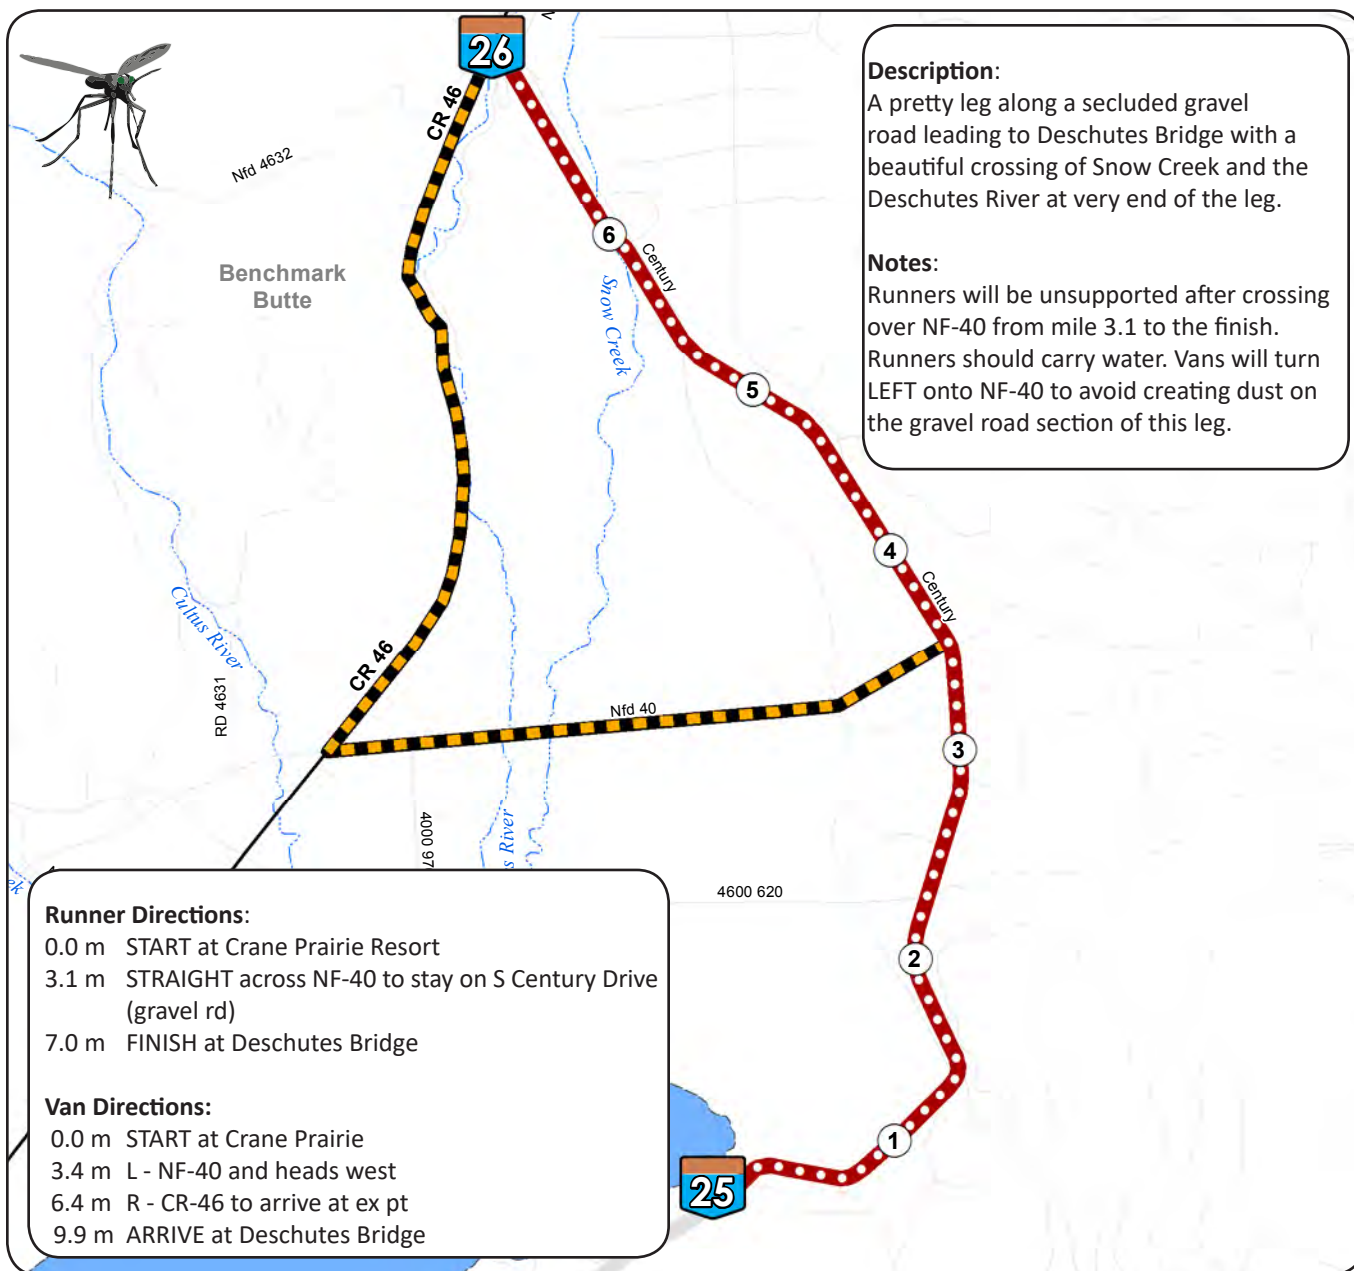 26
CR 46
Nfd 4632
Benchmark
Butte
6
Century
Snow Creek
5
4
Century
Cultus River
CR 46
RD 4631
Nfd 40
3
4000 97
s River
4600 620
2
1
25
ek
Description:
A pretty leg along a secluded gravel
road leading to Deschutes Bridge with a
beautiful crossing of Snow Creek and the
Deschutes River at very end of the leg.
Notes:
Runners will be unsupported after crossing
over NF-40 from mile 3.1 to the finish.
Runners should carry water. Vans will turn
LEFT onto NF-40 to avoid creating dust on
the gravel road section of this leg.
Runner Directions:
0.0 m START at Crane Prairie Resort
3.1 m STRAIGHT across NF-40 to stay on S Century Drive
(gravel rd)
7.0 m FINISH at Deschutes Bridge
Van Directions:
0.0 m START at Crane Prairie
3.4 m L - NF-40 and heads west
6.4 m R - CR-46 to arrive at ex pt
9.9 m ARRIVE at Deschutes Bridge